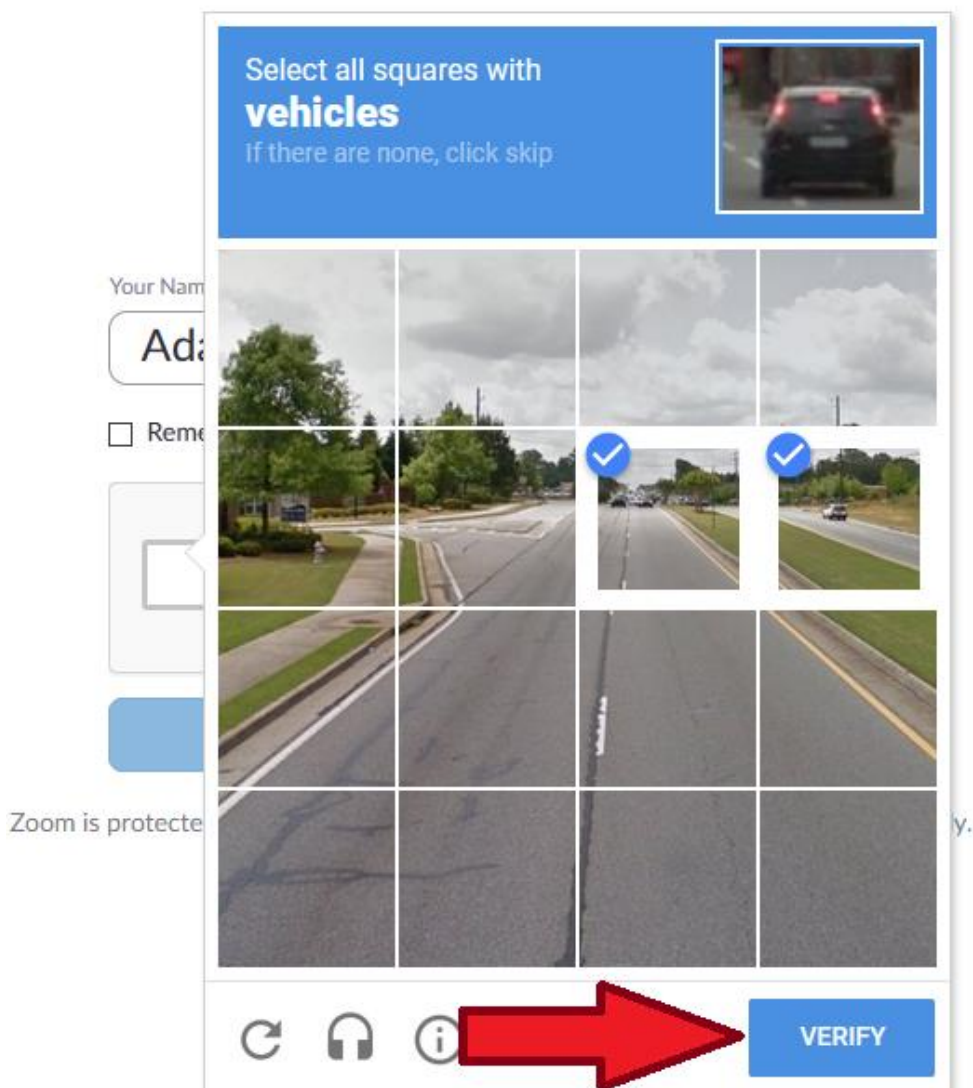 Select all squares with
vehicles
If there are none, click skip
Your Nam
Ada
Reme
Zoom is protecte
y.
VERIFY